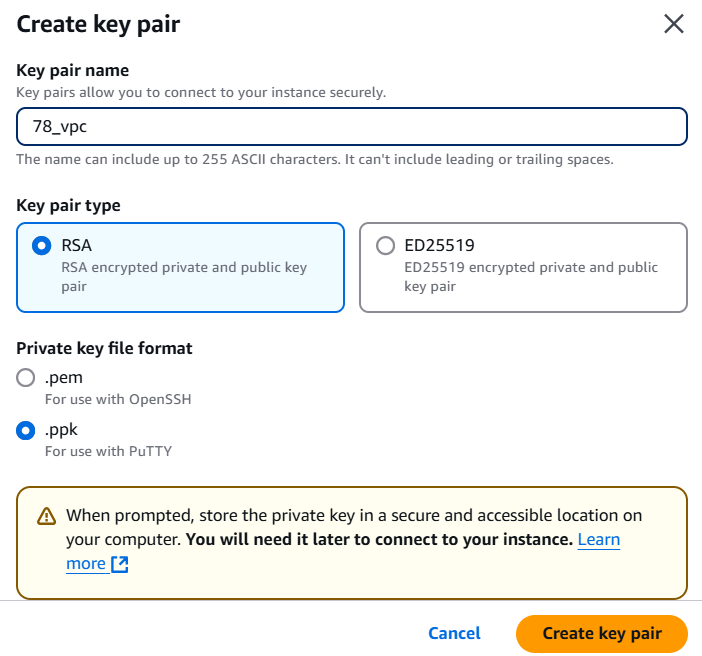 Create key pair
Key pair name
Key pairs allow you to connect to your instance securely.
78_vpc
The name can include up to 255 ASCII characters. It can't include leading or trailing spaces.
Key pair type
RSA
RSA encrypted private and public key
pair
ED25519
ED25519 encrypted private and public
key pair
Private key file format
.pem
For use with OpenSSH
.ppk
For use with PuTTY
When prompted, store the private key in a secure and accessible location on
your computer. You will need it later to connect to your instance. Learn
more
Cancel
Create key pair